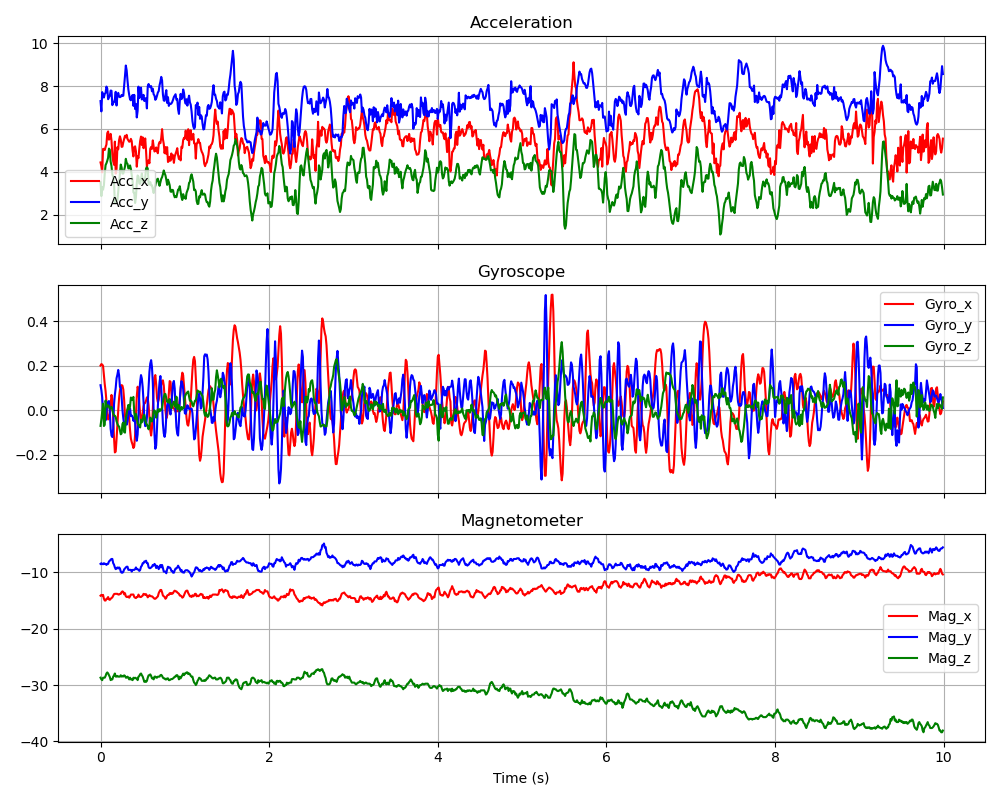 Acceleration
10
8
6
4
2
Acc_x
Acc_y
Acc_z
Gyroscope
0.4
0.2
0.0
−0.2
Gyro_x
Gyro_y
Gyro_z
Magnetometer
−10
−20
−30
−40
Mag_x
Mag_y
Mag_z
0 2 4 6 8 10
Time (s)